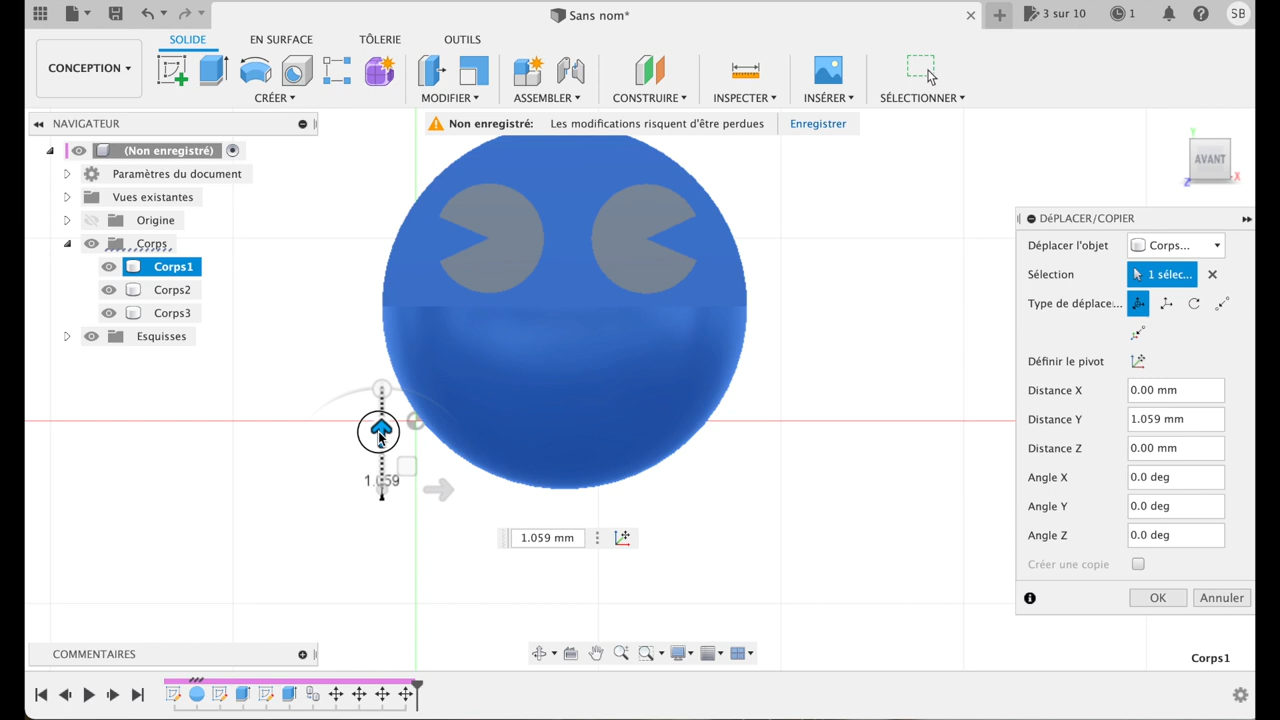 Sans nom*
3 sur 10
1
SB
SOLIDE
EN SURFACE
TÔLERIE
OUTILS
CONCEPTION
CRÉER
MODIFIER
ASSEMBLER
CONSTRUIRE
INSPECTER
INSÉRER
SÉLECTIONNER
NAVIGATEUR
Non enregistré: Les modifications risquent d'être perdues Enregistrer
(Non enregistré)
Paramètres du document
Vues existantes
Origine
Corps
Corps1
Corps2
Corps3
Esquisses
Y
AVANT
Z
X
DéPLACER/COPIER
Déplacer l'objet Corps...
Sélection 1 sélec...
Type de déplace...
Définir le pivot
Distance X 0.00 mm
Distance Y 1.059 mm
Distance Z 0.00 mm
Angle X 0.0 deg
Angle Y 0.0 deg
Angle Z 0.0 deg
Créer une copie
OK Annuler
1.059
1.059 mm
COMMENTAIRES
Corps1